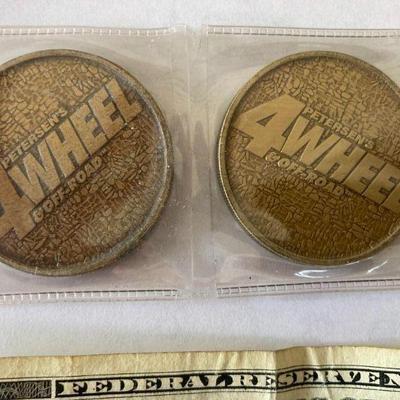 PETERSEN'S
4WHEEL
& OFF-ROAD
PETERSEN'S
4WHEEL
& OFF-ROAD
FEDERAL RESERVE N